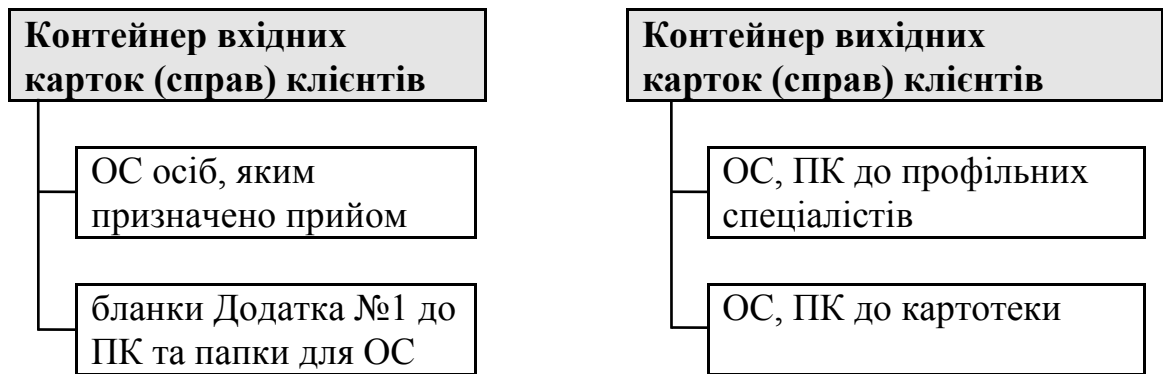 Контейнер вхідних
карток (справ) клієнтів
ОС осіб, яким
призначено прийом
бланки Додатка №1 до
ПК та папки для ОС
Контейнер вихідних
карток (справ) клієнтів
ОС, ПК до профільних
спеціалістів
ОС, ПК до картотеки